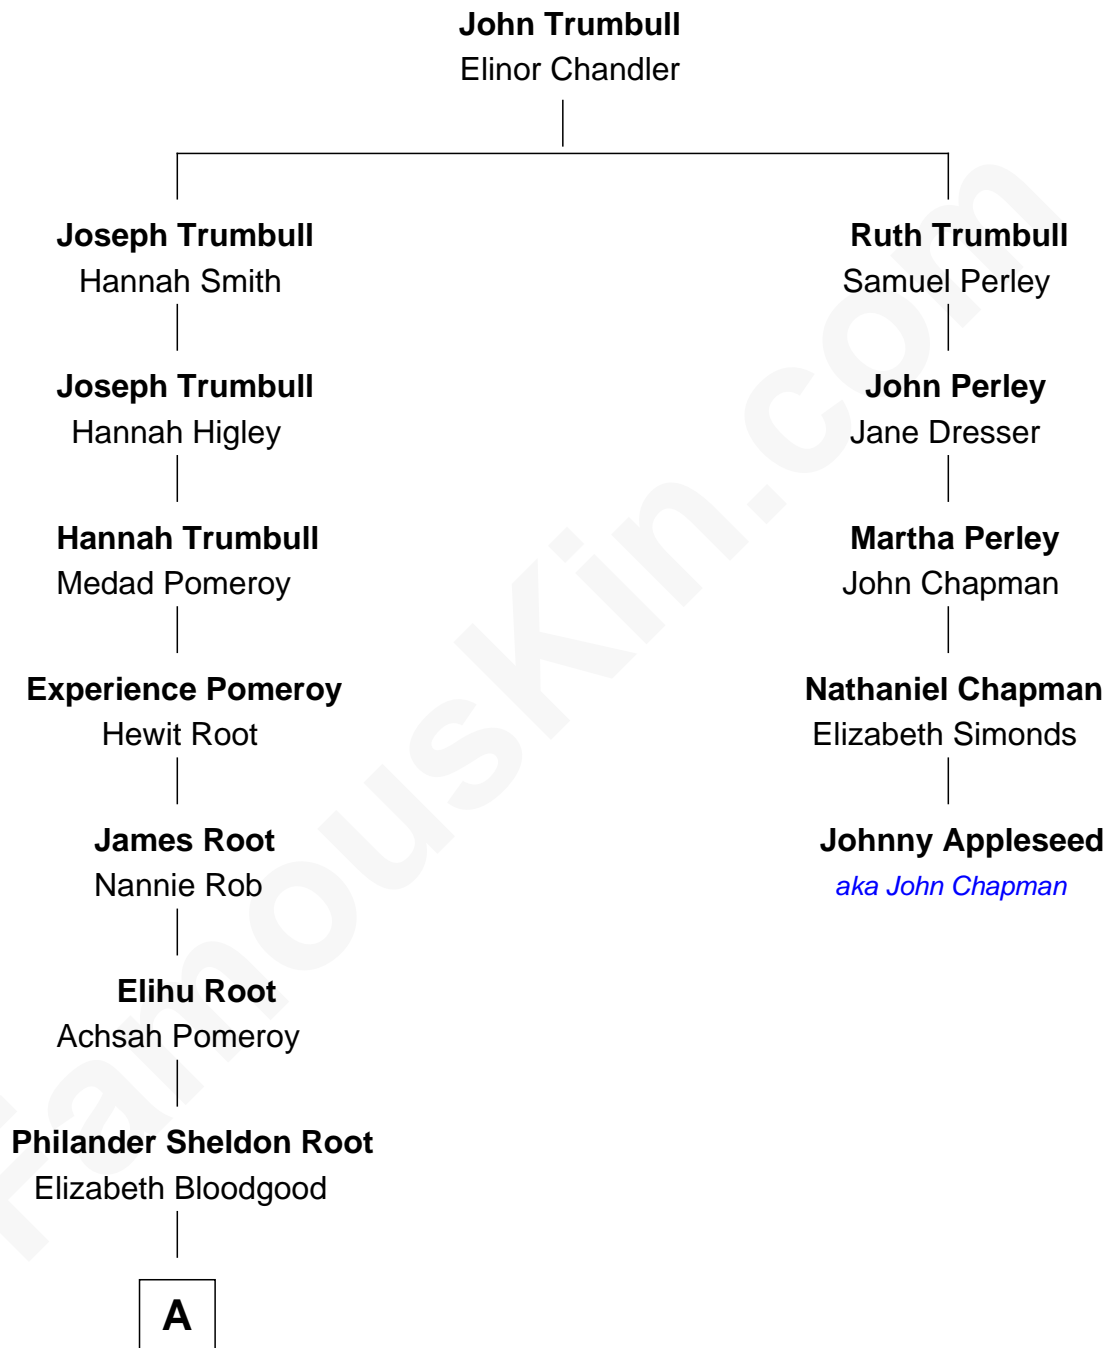 John Trumbull
Elinor Chandler
Joseph Trumbull
Hannah Smith
Joseph Trumbull
Hannah Higley
Hannah Trumbull
Medad Pomeroy
Experience Pomeroy
Hewit Root
James Root
Nannie Rob
Elihu Root
Achsah Pomeroy
Philander Sheldon Root
Elizabeth Bloodgood
A
Ruth Trumbull
Samuel Perley
John Perley
Jane Dresser
Martha Perley
John Chapman
Nathaniel Chapman
Elizabeth Simonds
Johnny Appleseed
aka John Chapman
FamousKin.com